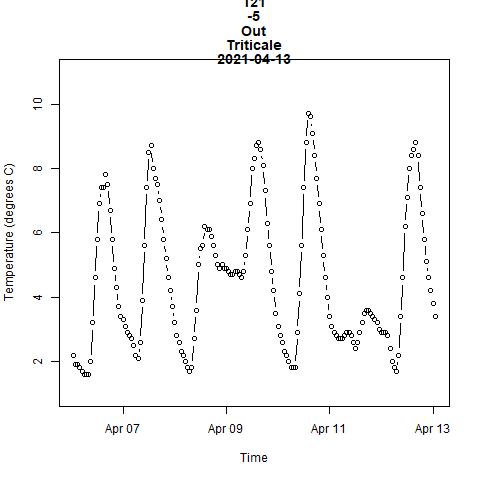 121
-5
Out
Triticale
2021-04-13
10
8
6
4
2
Temperature (degrees C)
Apr 07
Apr 09
Apr 11
Apr 13
Time